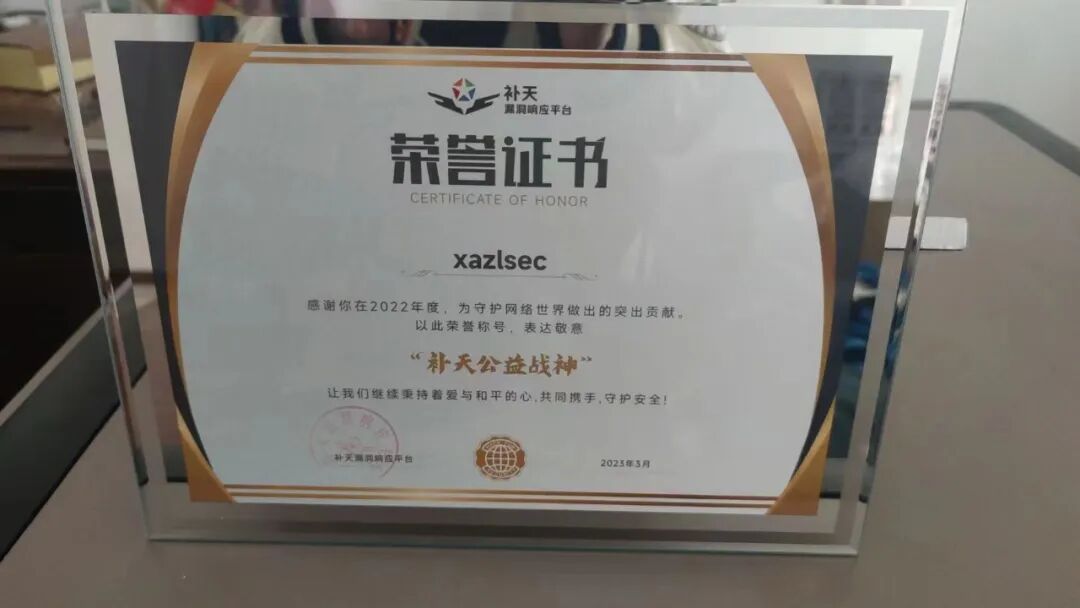 补天
漏洞响应平台
荣誉证书
CERTIFICATE OF HONOR
xazlsec
感谢你在2022年度，为守护网络世界做出的突出贡献。
以此荣誉称号，表达敬意
“补天公益战神”
让我们继续秉持着爱与和平的心,共同携手,守护安全!
补天漏洞响应平台
2023年3月